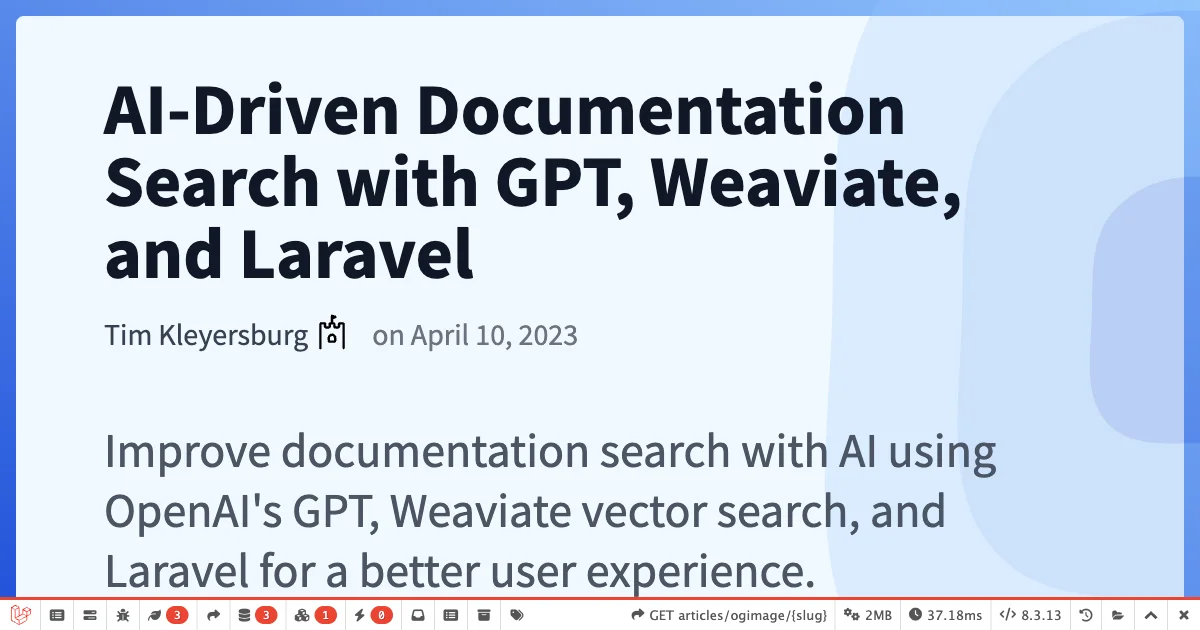 AI-Driven Documentation
Search with GPT, Weaviate,
and Laravel
Tim Kleyersburg on April 10, 2023
Improve documentation search with AI using
OpenAI's GPT, Weaviate vector search, and
Laravel for a better user experience.
3 3 1 0 GET articles/ogimage/{slug} 2MB 37.18ms 8.3.13